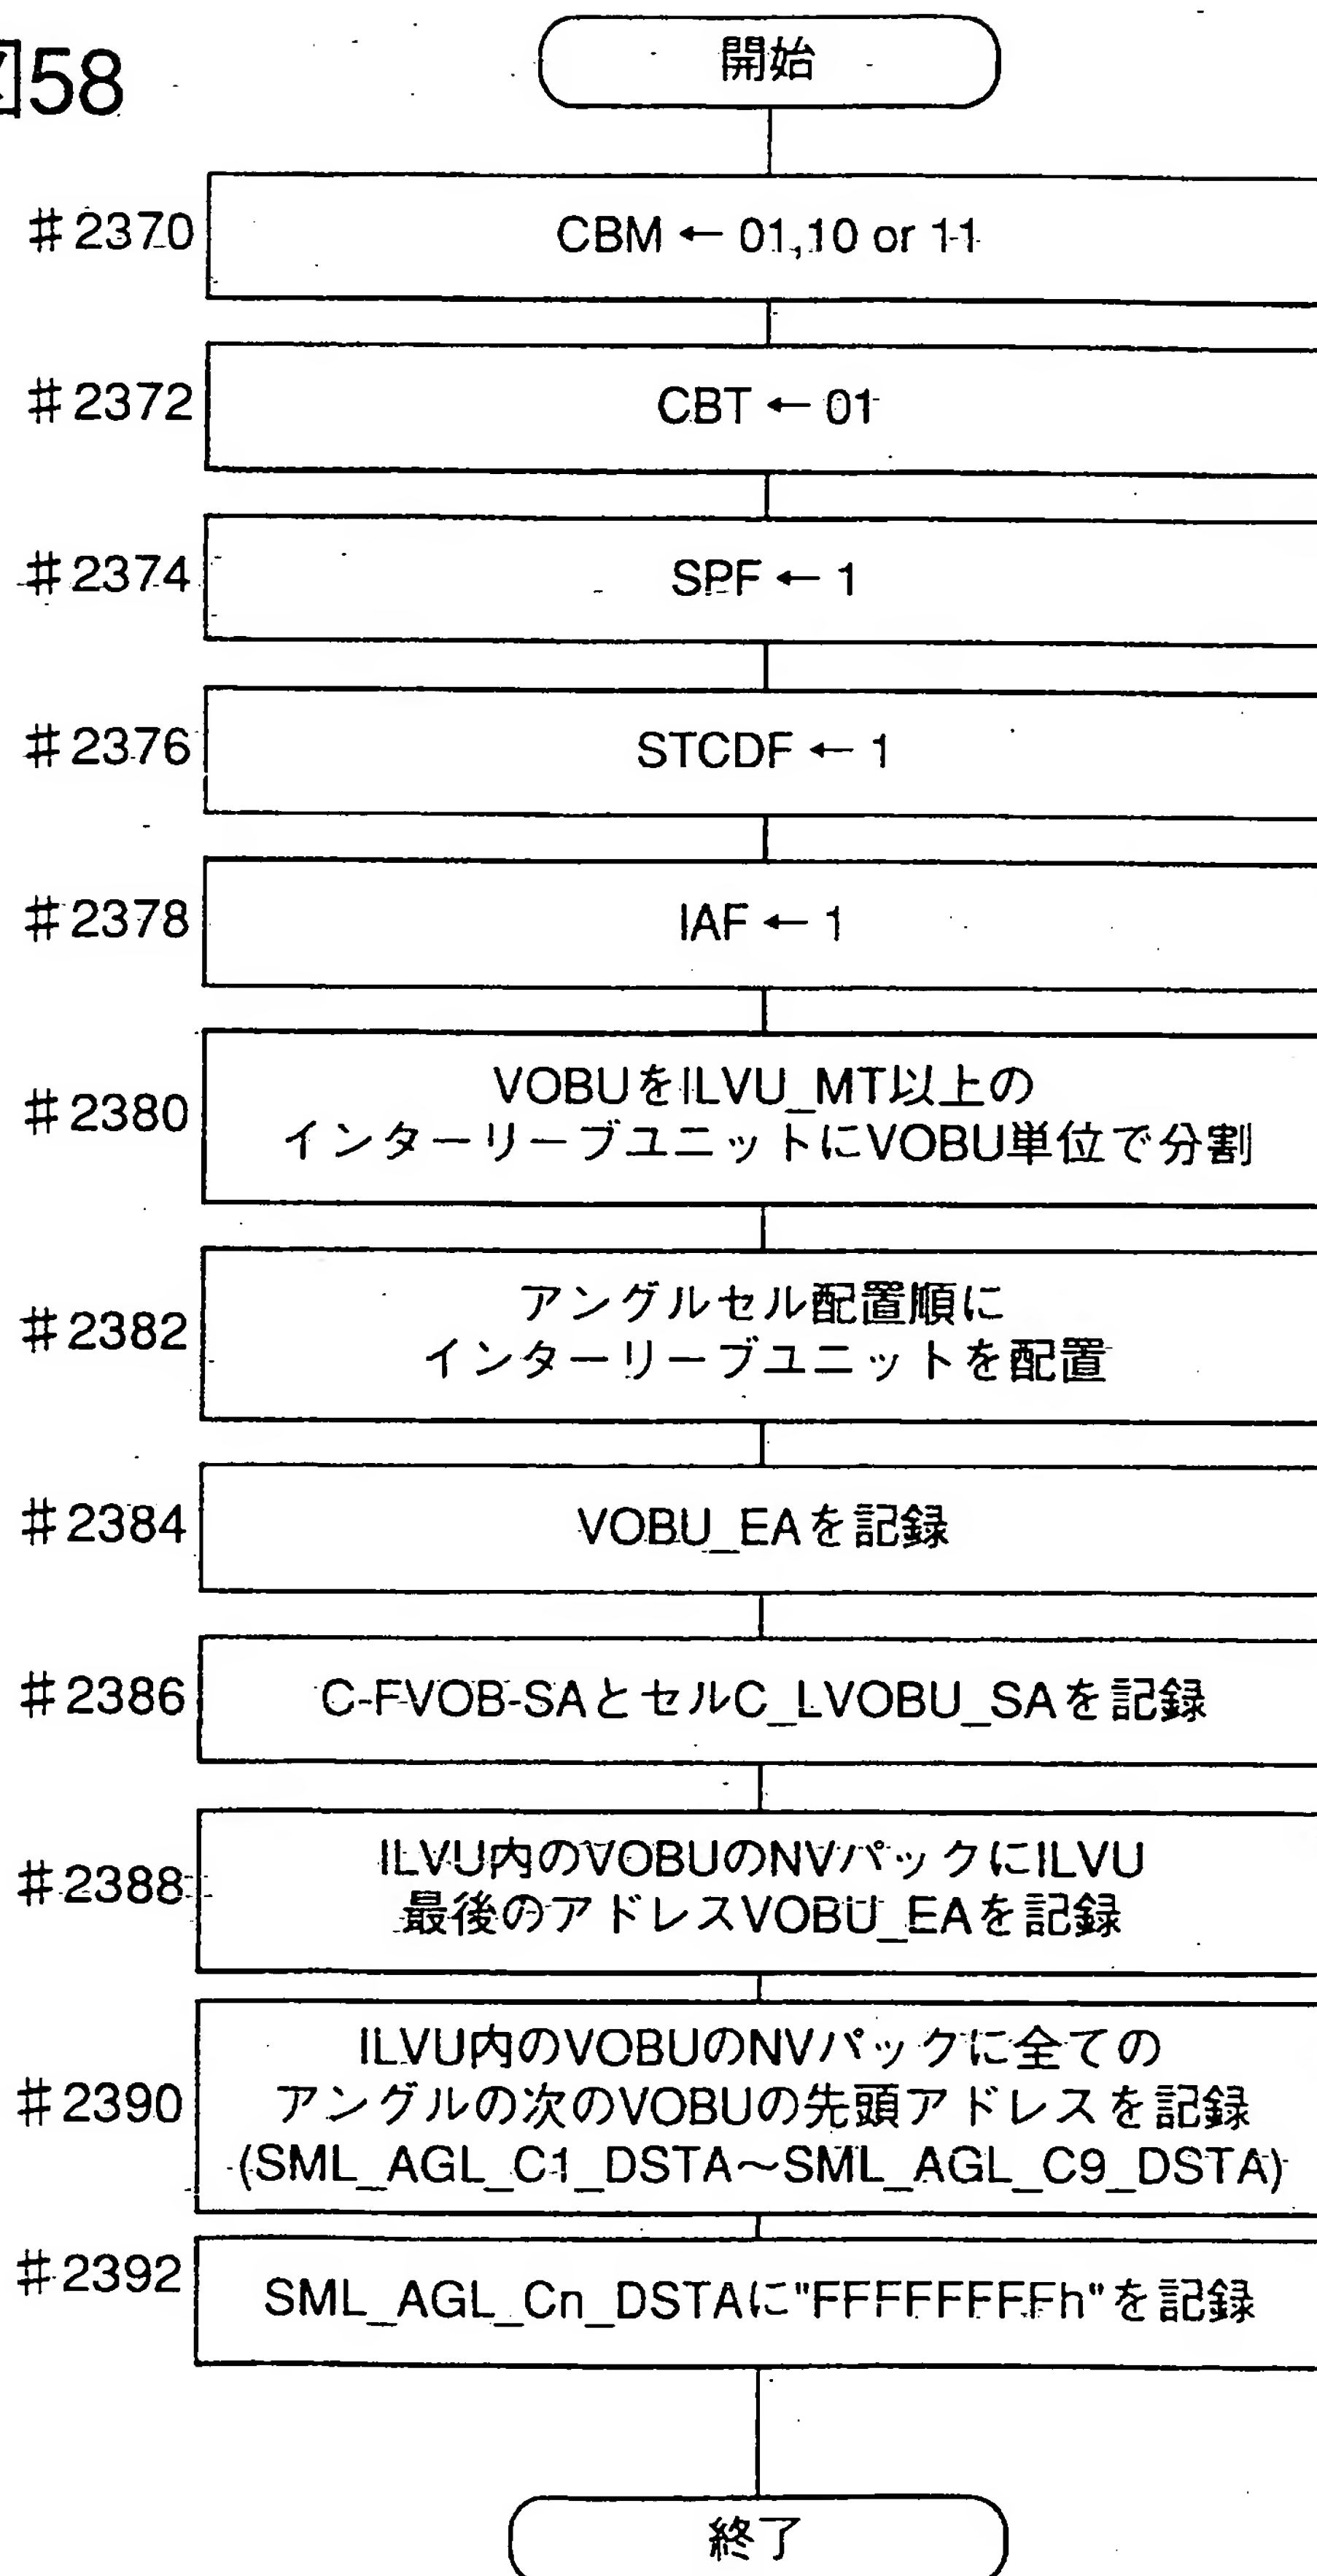 図58
開始
#2370
CBM ← 01,10 or 11
#2372
CBT ← 01
#2374
SPF ← 1
#2376
STCDF ← 1
#2378
IAF ← 1
#2380
VOBUをILVU_MT以上の
インターリーブユニットにVOBU単位で分割
#2382
アングルセル配置順に
インターリーブユニットを配置
#2384
VOBU_EAを記録
#2386
C-FVOB-SAとセルC_LVOBU_SAを記録
#2388
ILVU内のVOBUのNVパックにILVU
最後のアドレスVOBU_EAを記録
#2390
ILVU内のVOBUのNVパックに全ての
アングルの次のVOBUの先頭アドレスを記録
(SML_AGL_C1_DSTA～SML_AGL_C9_DSTA)
#2392
SML_AGL_Cn_DSTAに"FFFFFFFFh"を記録
終了